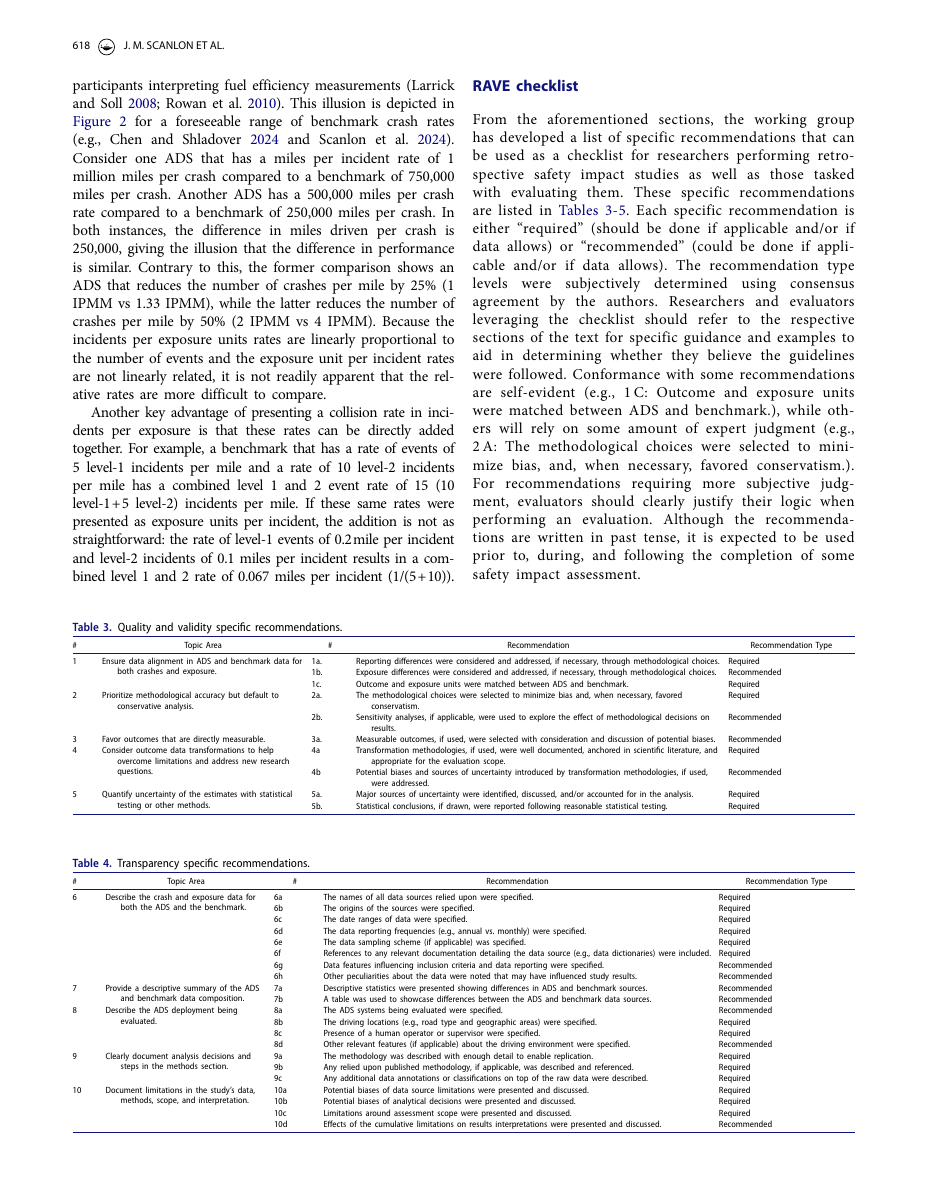 618 J. M. SCANLON ET AL.
participants interpreting fuel efficiency measurements (Larrick
and Soll 2008; Rowan et al. 2010). This illusion is depicted in
Figure 2 for a foreseeable range of benchmark crash rates
(e.g., Chen and Shladover 2024 and Scanlon et al. 2024).
Consider one ADS that has a miles per incident rate of 1
million miles per crash compared to a benchmark of 750,000
miles per crash. Another ADS has a 500,000 miles per crash
rate compared to a benchmark of 250,000 miles per crash. In
both instances, the difference in miles driven per crash is
250,000, giving the illusion that the difference in performance
is similar. Contrary to this, the former comparison shows an
ADS that reduces the number of crashes per mile by 25% (1
IPMM vs 1.33 IPMM), while the latter reduces the number of
crashes per mile by 50% (2 IPMM vs 4 IPMM). Because the
incidents per exposure units rates are linearly proportional to
the number of events and the exposure unit per incident rates
are not linearly related, it is not readily apparent that the rel-
ative rates are more difficult to compare.
Another key advantage of presenting a collision rate in inci-
dents per exposure is that these rates can be directly added
together. For example, a benchmark that has a rate of events of
5 level-1 incidents per mile and a rate of 10 level-2 incidents
per mile has a combined level 1 and 2 event rate of 15 (10
level-1+5 level-2) incidents per mile. If these same rates were
presented as exposure units per incident, the addition is not as
straightforward: the rate of level-1 events of 0.2 mile per incident
and level-2 incidents of 0.1 miles per incident results in a com-
bined level 1 and 2 rate of 0.067 miles per incident (1/(5+10)).
RAVE checklist
From the aforementioned sections, the working group
has developed a list of specific recommendations that can
be used as a checklist for researchers performing retro-
spective safety impact studies as well as those tasked
with evaluating them. These specific recommendations
are listed in Tables 3-5. Each specific recommendation is
either “required” (should be done if applicable and/or if
data allows) or “recommended” (could be done if appli-
cable and/or if data allows). The recommendation type
levels were subjectively determined using consensus
agreement by the authors. Researchers and evaluators
leveraging the checklist should refer to the respective
sections of the text for specific guidance and examples to
aid in determining whether they believe the guidelines
were followed. Conformance with some recommendations
are self-evident (e.g., 1 C: Outcome and exposure units
were matched between ADS and benchmark.), while oth-
ers will rely on some amount of expert judgment (e.g.,
2 A: The methodological choices were selected to mini-
mize bias, and, when necessary, favored conservatism.).
For recommendations requiring more subjective judg-
ment, evaluators should clearly justify their logic when
performing an evaluation. Although the recommenda-
tions are written in past tense, it is expected to be used
prior to, during, and following the completion of some
safety impact assessment.
Table 3. Quality and validity specific recommendations.
# Topic Area # Recommendation Recommendation Type
1 Ensure data alignment in ADS and benchmark data for 1a. Reporting differences were considered and addressed, if necessary, through methodological choices. Required
both crashes and exposure. 1b. Exposure differences were considered and addressed, if necessary, through methodological choices. Recommended
1c. Outcome and exposure units were matched between ADS and benchmark. Required
2 Prioritize methodological accuracy but default to 2a. The methodological choices were selected to minimize bias and, when necessary, favored Required
conservative analysis. conservatism.
2b. Sensitivity analyses, if applicable, were used to explore the effect of methodological decisions on Recommended
results.
3 Favor outcomes that are directly measurable. 3a. Measurable outcomes, if used, were selected with consideration and discussion of potential biases. Recommended
4 Consider outcome data transformations to help 4a Transformation methodologies, if used, were well documented, anchored in scientific literature, and Required
overcome limitations and address new research appropriate for the evaluation scope.
questions. 4b Potential biases and sources of uncertainty introduced by transformation methodologies, if used, Recommended
were addressed.
5 Quantify uncertainty of the estimates with statistical 5a. Major sources of uncertainty were identified, discussed, and/or accounted for in the analysis. Required
testing or other methods. 5b. Statistical conclusions, if drawn, were reported following reasonable statistical testing. Required
Table 4. Transparency specific recommendations.
# Topic Area # Recommendation Recommendation Type
6 Describe the crash and exposure data for 6a The names of all data sources relied upon were specified. Required
both the ADS and the benchmark. 6b The origins of the sources were specified. Required
6c The date ranges of data were specified. Required
6d The data reporting frequencies (e.g., annual vs. monthly) were specified. Required
6e The data sampling scheme (if applicable) was specified. Required
6f References to any relevant documentation detailing the data source (e.g., data dictionaries) were included. Required
6g Data features influencing inclusion criteria and data reporting were specified. Recommended
6h Other peculiarities about the data were noted that may have influenced study results. Recommended
7 Provide a descriptive summary of the ADS 7a Descriptive statistics were presented showing differences in ADS and benchmark sources. Recommended
and benchmark data composition. 7b A table was used to showcase differences between the ADS and benchmark data sources. Recommended
8 Describe the ADS deployment being 8a The ADS systems being evaluated were specified. Recommended
evaluated. 8b The driving locations (e.g., road type and geographic areas) were specified. Required
8c Presence of a human operator or supervisor were specified. Required
8d Other relevant features (if applicable) about the driving environment were specified. Recommended
9 Clearly document analysis decisions and 9a The methodology was described with enough detail to enable replication. Required
steps in the methods section. 9b Any relied upon published methodology, if applicable, was described and referenced. Required
9c Any additional data annotations or classifications on top of the raw data were described. Required
10 Document limitations in the study’s data, 10a Potential biases of data source limitations were presented and discussed. Required
methods, scope, and interpretation. 10b Potential biases of analytical decisions were presented and discussed. Required
10c Limitations around assessment scope were presented and discussed. Required
10d Effects of the cumulative limitations on results interpretations were presented and discussed. Recommended